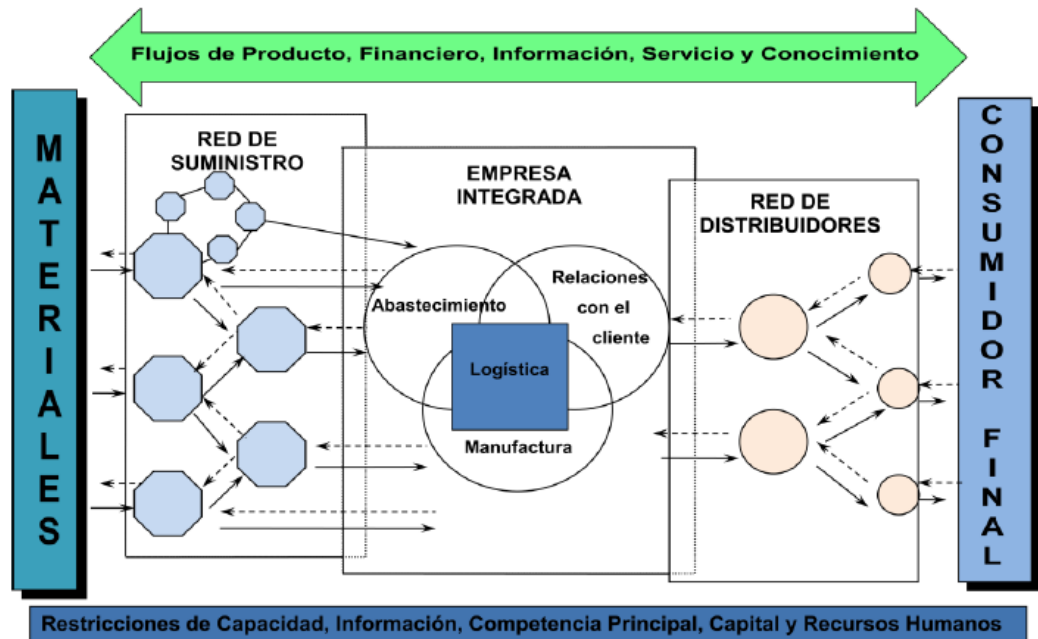 Flujos de Producto, Financiero, Información, Servicio y Conocimiento
MATERIALES
RED DE
SUMINISTRO
EMPRESA
INTEGRADA
RED DE
DISTRIBUIDORES
CONSUMIDOR FINAL
Abastecimiento
Relaciones
con el
cliente
Logística
Manufactura
Restricciones de Capacidad, Información, Competencia Principal, Capital y Recursos Humanos